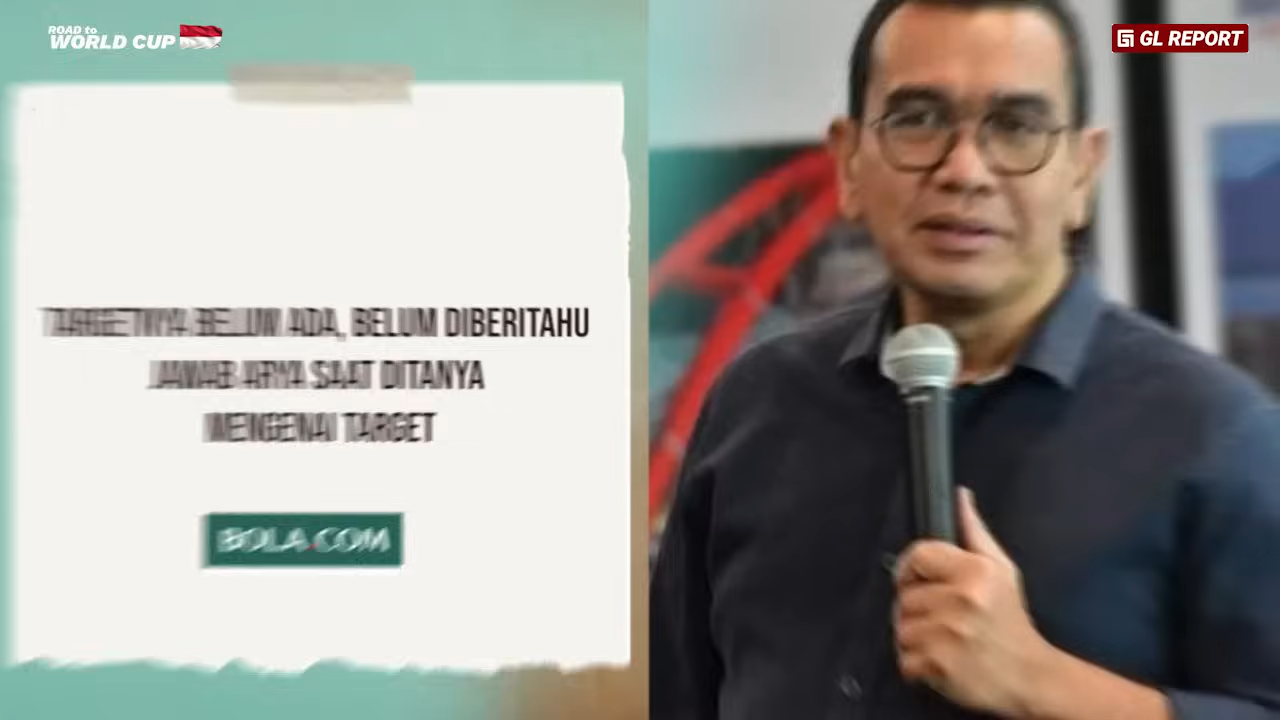 ROAD to
WORLD CUP
GL REPORT
TARGETNYA BELUM ADA, BELUM DIBERITAHU
JAWAB ARYA SAAT DITANYA
MENGENAI TARGET
BOLA.COM